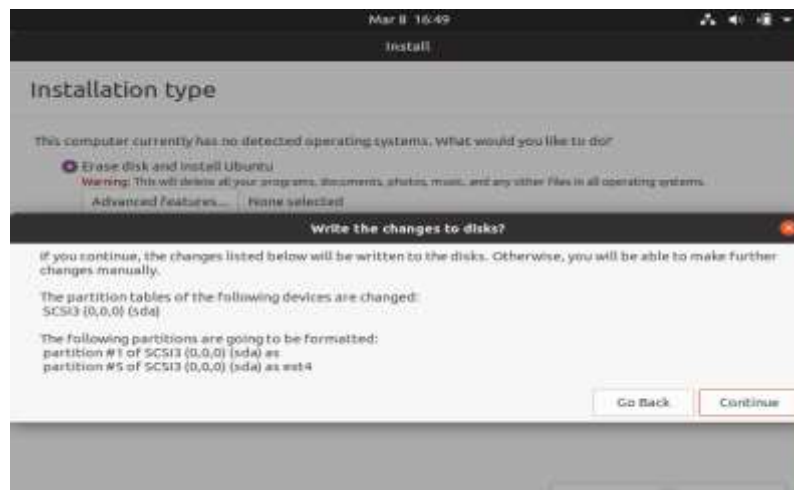 Mar 8 16:49
Install
Installation type
This computer currently has no detected operating systems. What would you like to do?
Erase disk and install Ubuntu
Warning: This will delete all your programs, documents, photos, music, and any other files in all operating systems.
Advanced features... None selected
Write the changes to disks?
If you continue, the changes listed below will be written to the disks. Otherwise, you will be able to make further
changes manually.
The partition tables of the following devices are changed:
SCSI3 (0,0,0) (sda)
The following partitions are going to be formatted:
partition #1 of SCSI3 (0,0,0) (sda) as
partition #5 of SCSI3 (0,0,0) (sda) as ext4
Go Back Continue